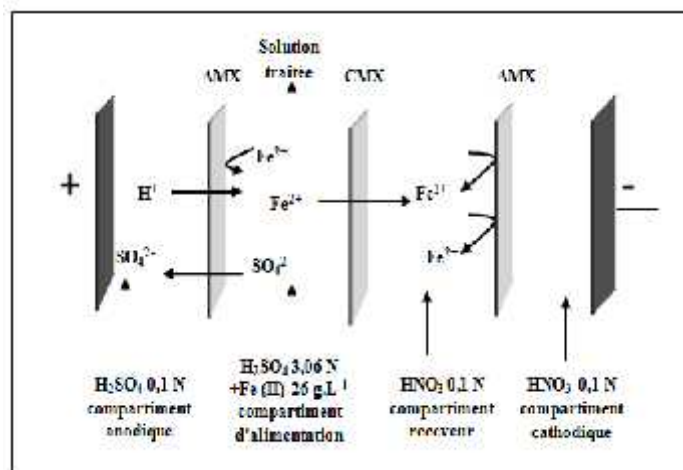 Solution
traitée
AMX
CMX
AMX
+
-
H⁺
Fe²⁺
Fe²⁺
SO₄²⁻
SO₄²⁻
Fe²⁺
Fe²⁺
H₂SO₄ 0,1 N
compartiment
anodique
H₂SO₄ 3,06 N
+Fe (II) 26 g.L⁻¹
compartiment
d'alimentation
HNO₃ 0,1 N
compartiment
receveur
HNO₃ 0,1 N
compartiment
cathodique